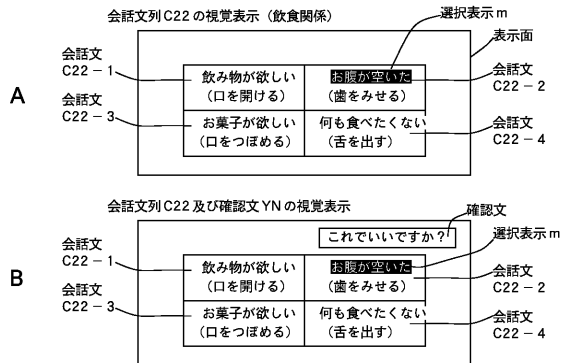 会話文列C22の視覚表示（飲食関係）
選択表示m
表示面
会話文
C22－1
飲み物が欲しい
（口を開ける）
お腹が空いた
（歯をみせる）
会話文
C22－2
A
会話文
C22－3
お菓子が欲しい
（口をつぼめる）
何も食べたくない
（舌を出す）
会話文
C22－4
会話文列C22及び確認文YNの視覚表示
確認文
これでいいですか？
選択表示m
会話文
C22－1
飲み物が欲しい
（口を開ける）
お腹が空いた
（歯をみせる）
会話文
C22－2
B
会話文
C22－3
お菓子が欲しい
（口をつぼめる）
何も食べたくない
（舌を出す）
会話文
C22－4